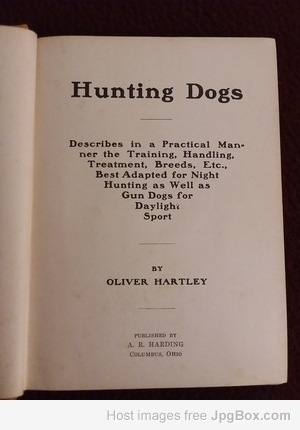 Hunting Dogs
Describes in a Practical Man-
ner the Training, Handling,
Treatment, Breeds, Etc.,
Best Adapted for Night
Hunting as Well as
Gun Dogs for
Daylight
Sport
BY
OLIVER HARTLEY
PUBLISHED BY
A. R. HARDING
COLUMBUS, OHIO
Host images free JpgBox.com